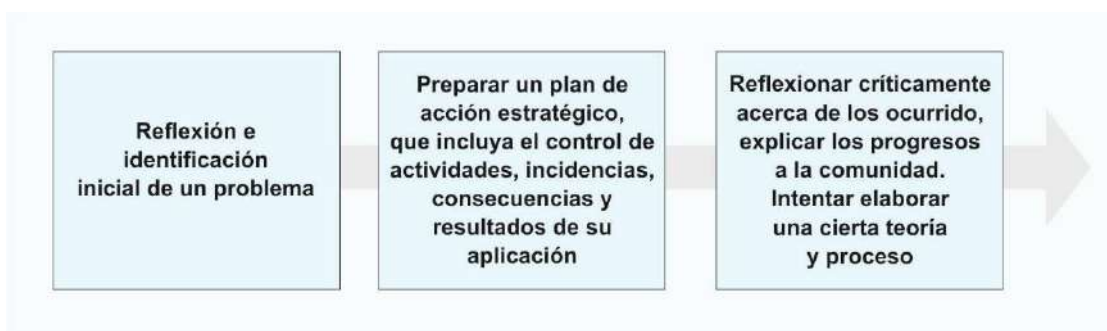 Reflexión e
identificación
inicial de un problema
Preparar un plan de
acción estratégico,
que incluya el control de
actividades, incidencias,
consecuencias y
resultados de su
aplicación
Reflexionar críticamente
acerca de los ocurrido,
explicar los progresos
a la comunidad.
Intentar elaborar
una cierta teoría
y proceso